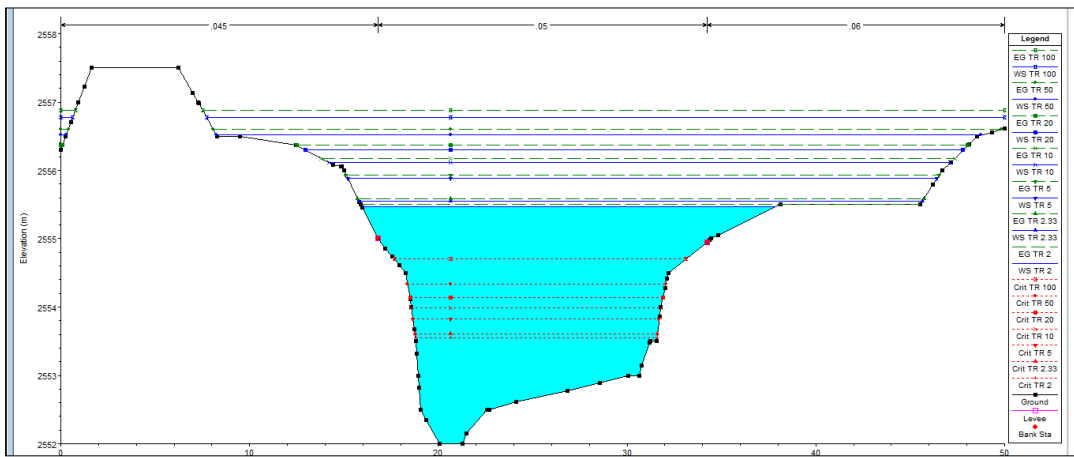 .045
.05
.06
2558
2557
2556
2555
2554
2553
2552
Elevation (m)
0
10
20
30
40
50
Legend
EG TR 100
WS TR 100
EG TR 50
WS TR 50
EG TR 20
WS TR 20
EG TR 10
WS TR 10
EG TR 5
WS TR 5
EG TR 2.33
WS TR 2.33
EG TR 2
WS TR 2
Crit TR 100
Crit TR 50
Crit TR 20
Crit TR 10
Crit TR 5
Crit TR 2.33
Crit TR 2
Ground
Levee
Bank Sta